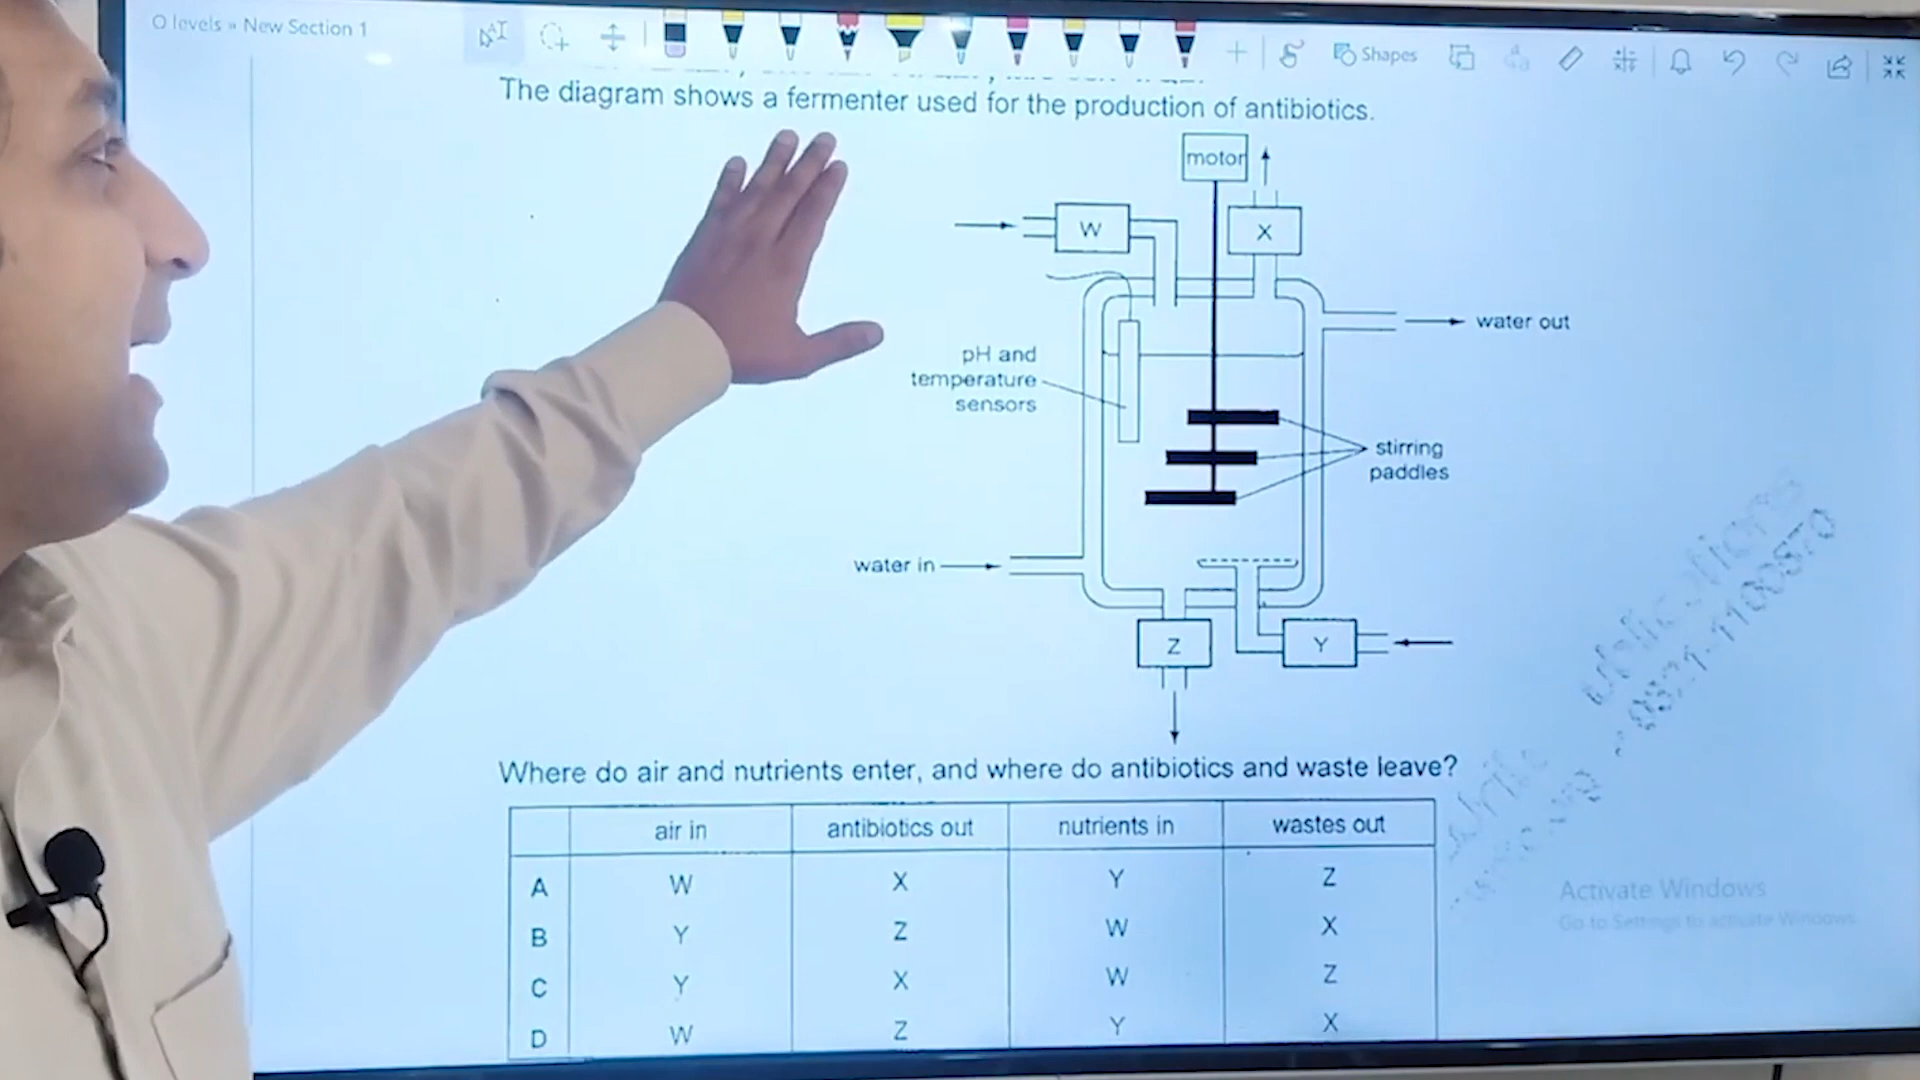 O levels » New Section 1
Shapes
The diagram shows a fermenter used for the production of antibiotics.
motor
W
X
water out
pH and
temperature
sensors
stirring
paddles
water in
Z
Y
Where do air and nutrients enter, and where do antibiotics and waste leave?
air in antibiotics out nutrients in wastes out
A W X Y Z
B Y Z W X
C Y X W Z
D W Z Y X
Activate Windows
Go to Settings to activate Windows